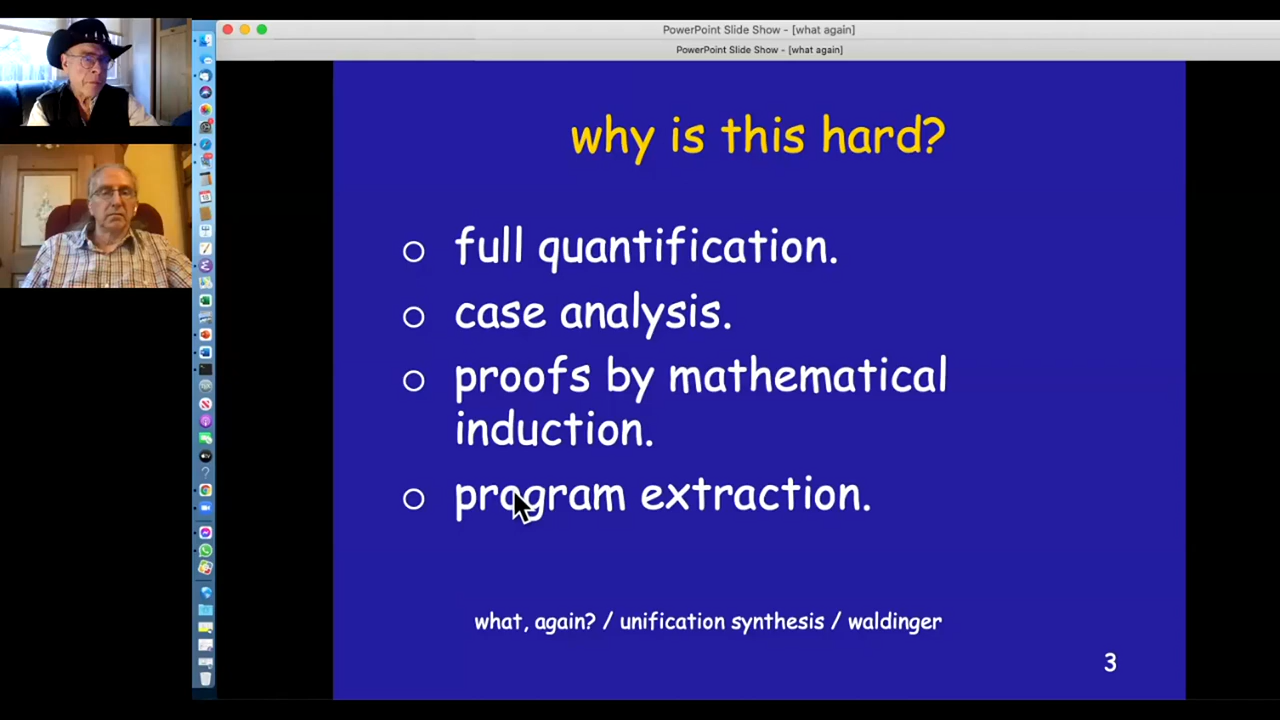 PowerPoint Slide Show - [what again]
PowerPoint Slide Show - [what again]
why is this hard?
o full quantification.
o case analysis.
o proofs by mathematical
induction.
o program extraction.
what, again? / unification synthesis / waldinger
3